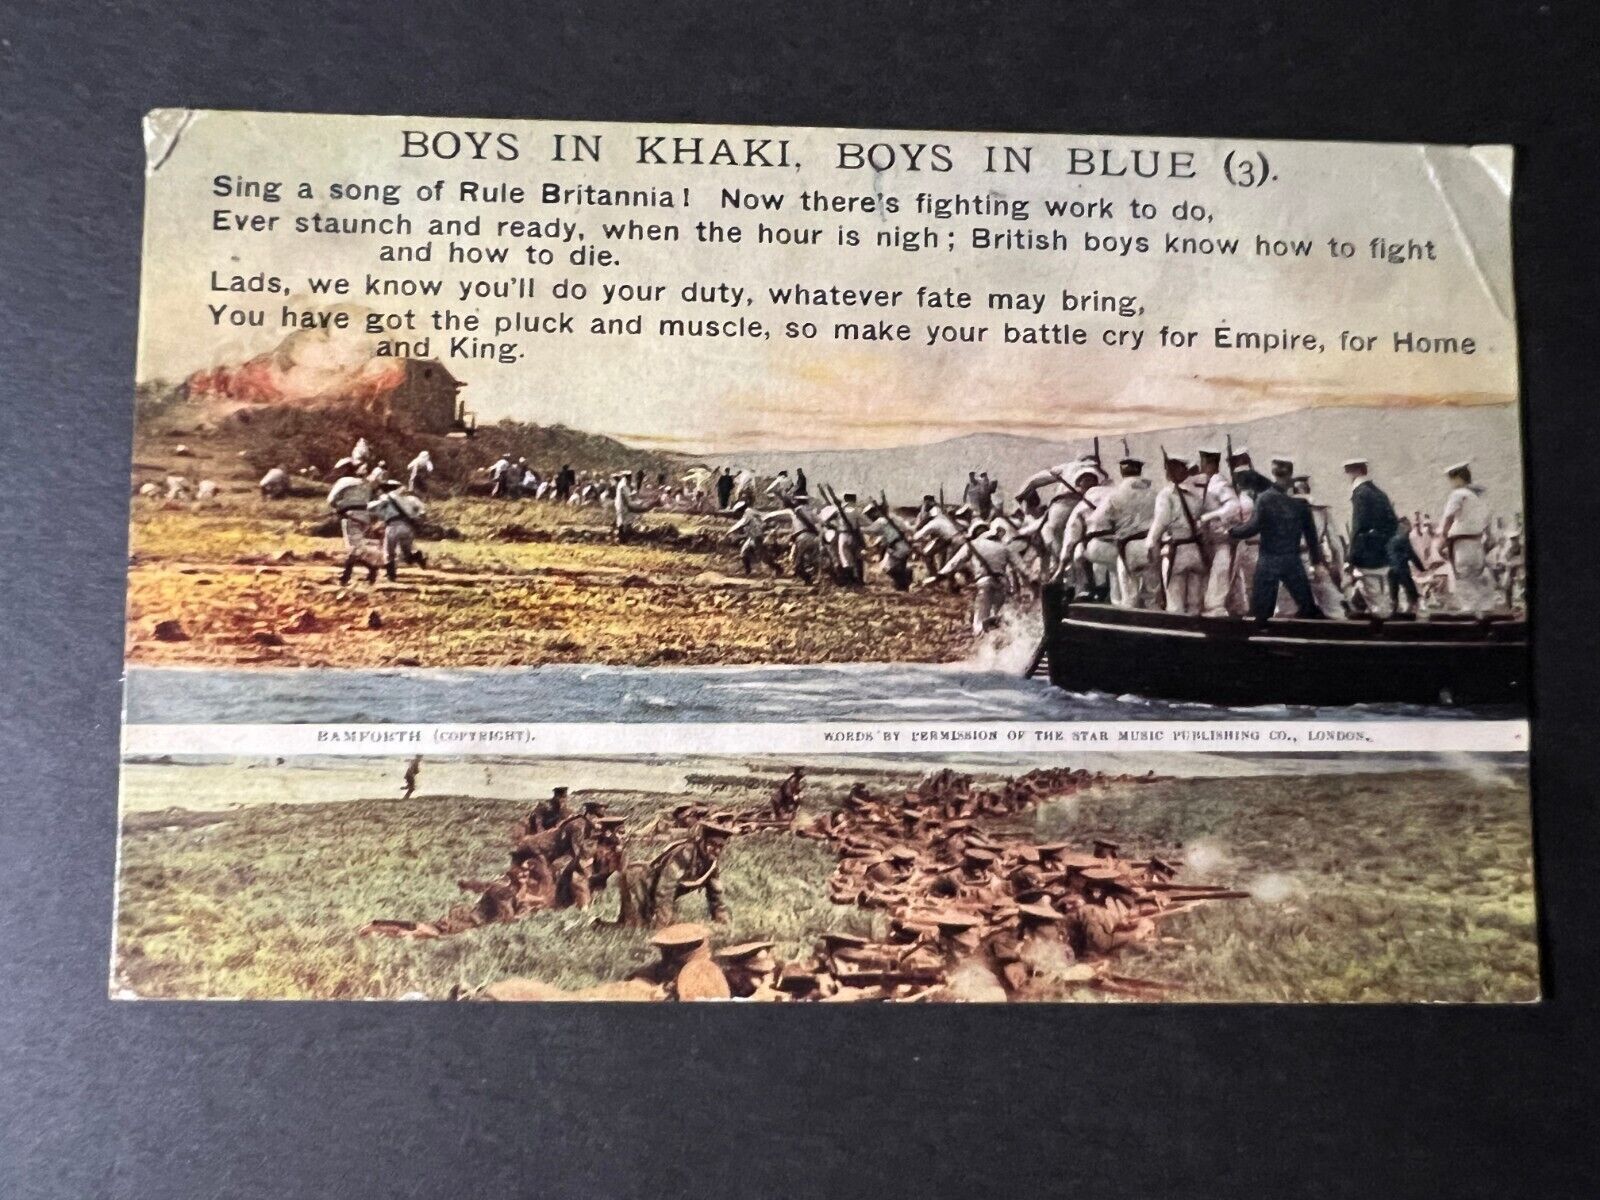 BOYS IN KHAKI, BOYS IN BLUE (3).
Sing a song of Rule Britannia! Now there's fighting work to do,
Ever staunch and ready, when the hour is nigh; British boys know how to fight
and how to die.
Lads, we know you'll do your duty, whatever fate may bring,
You have got the pluck and muscle, so make your battle cry for Empire, for Home
and King.
BAMFORTH (COPYRIGHT). WORDS BY PERMISSION OF THE STAR MUSIC PUBLISHING CO., LONDON.